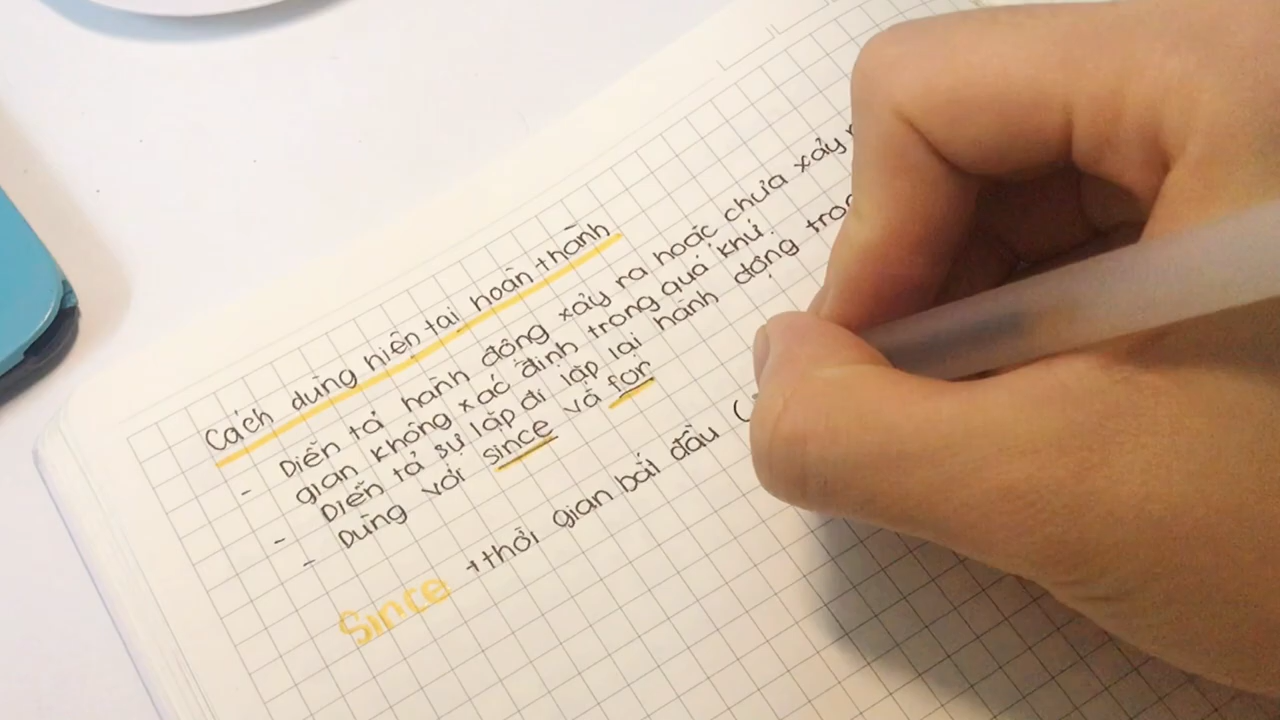 Cách dùng hiện tại hoàn thành
- Diễn tả hành động xảy ra hoặc chưa xảy
gian không xác định trong quá khứ
- Diễn tả sự lặp đi lặp lại hành động
- Dùng với since và for
Since + thời gian bắt đầu (